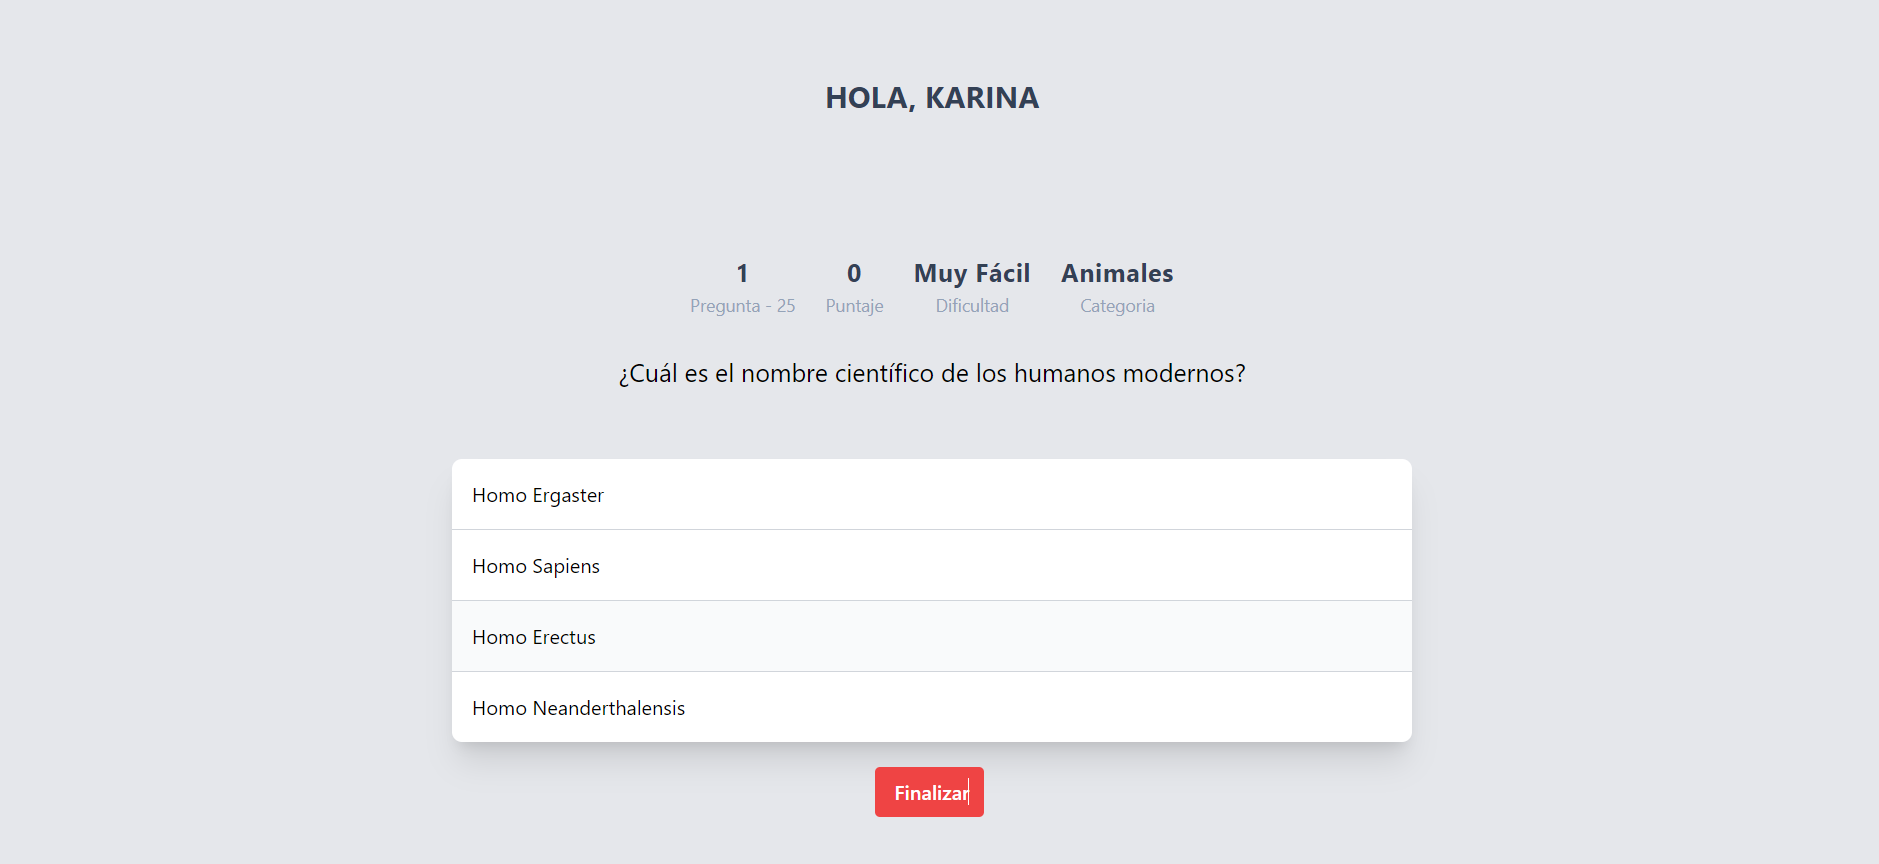 HOLA, KARINA
1 0 Muy Fácil Animales
Pregunta - 25 Puntaje Dificultad Categoria
¿Cuál es el nombre científico de los humanos modernos?
Homo Ergaster
Homo Sapiens
Homo Erectus
Homo Neanderthalensis
Finalizar